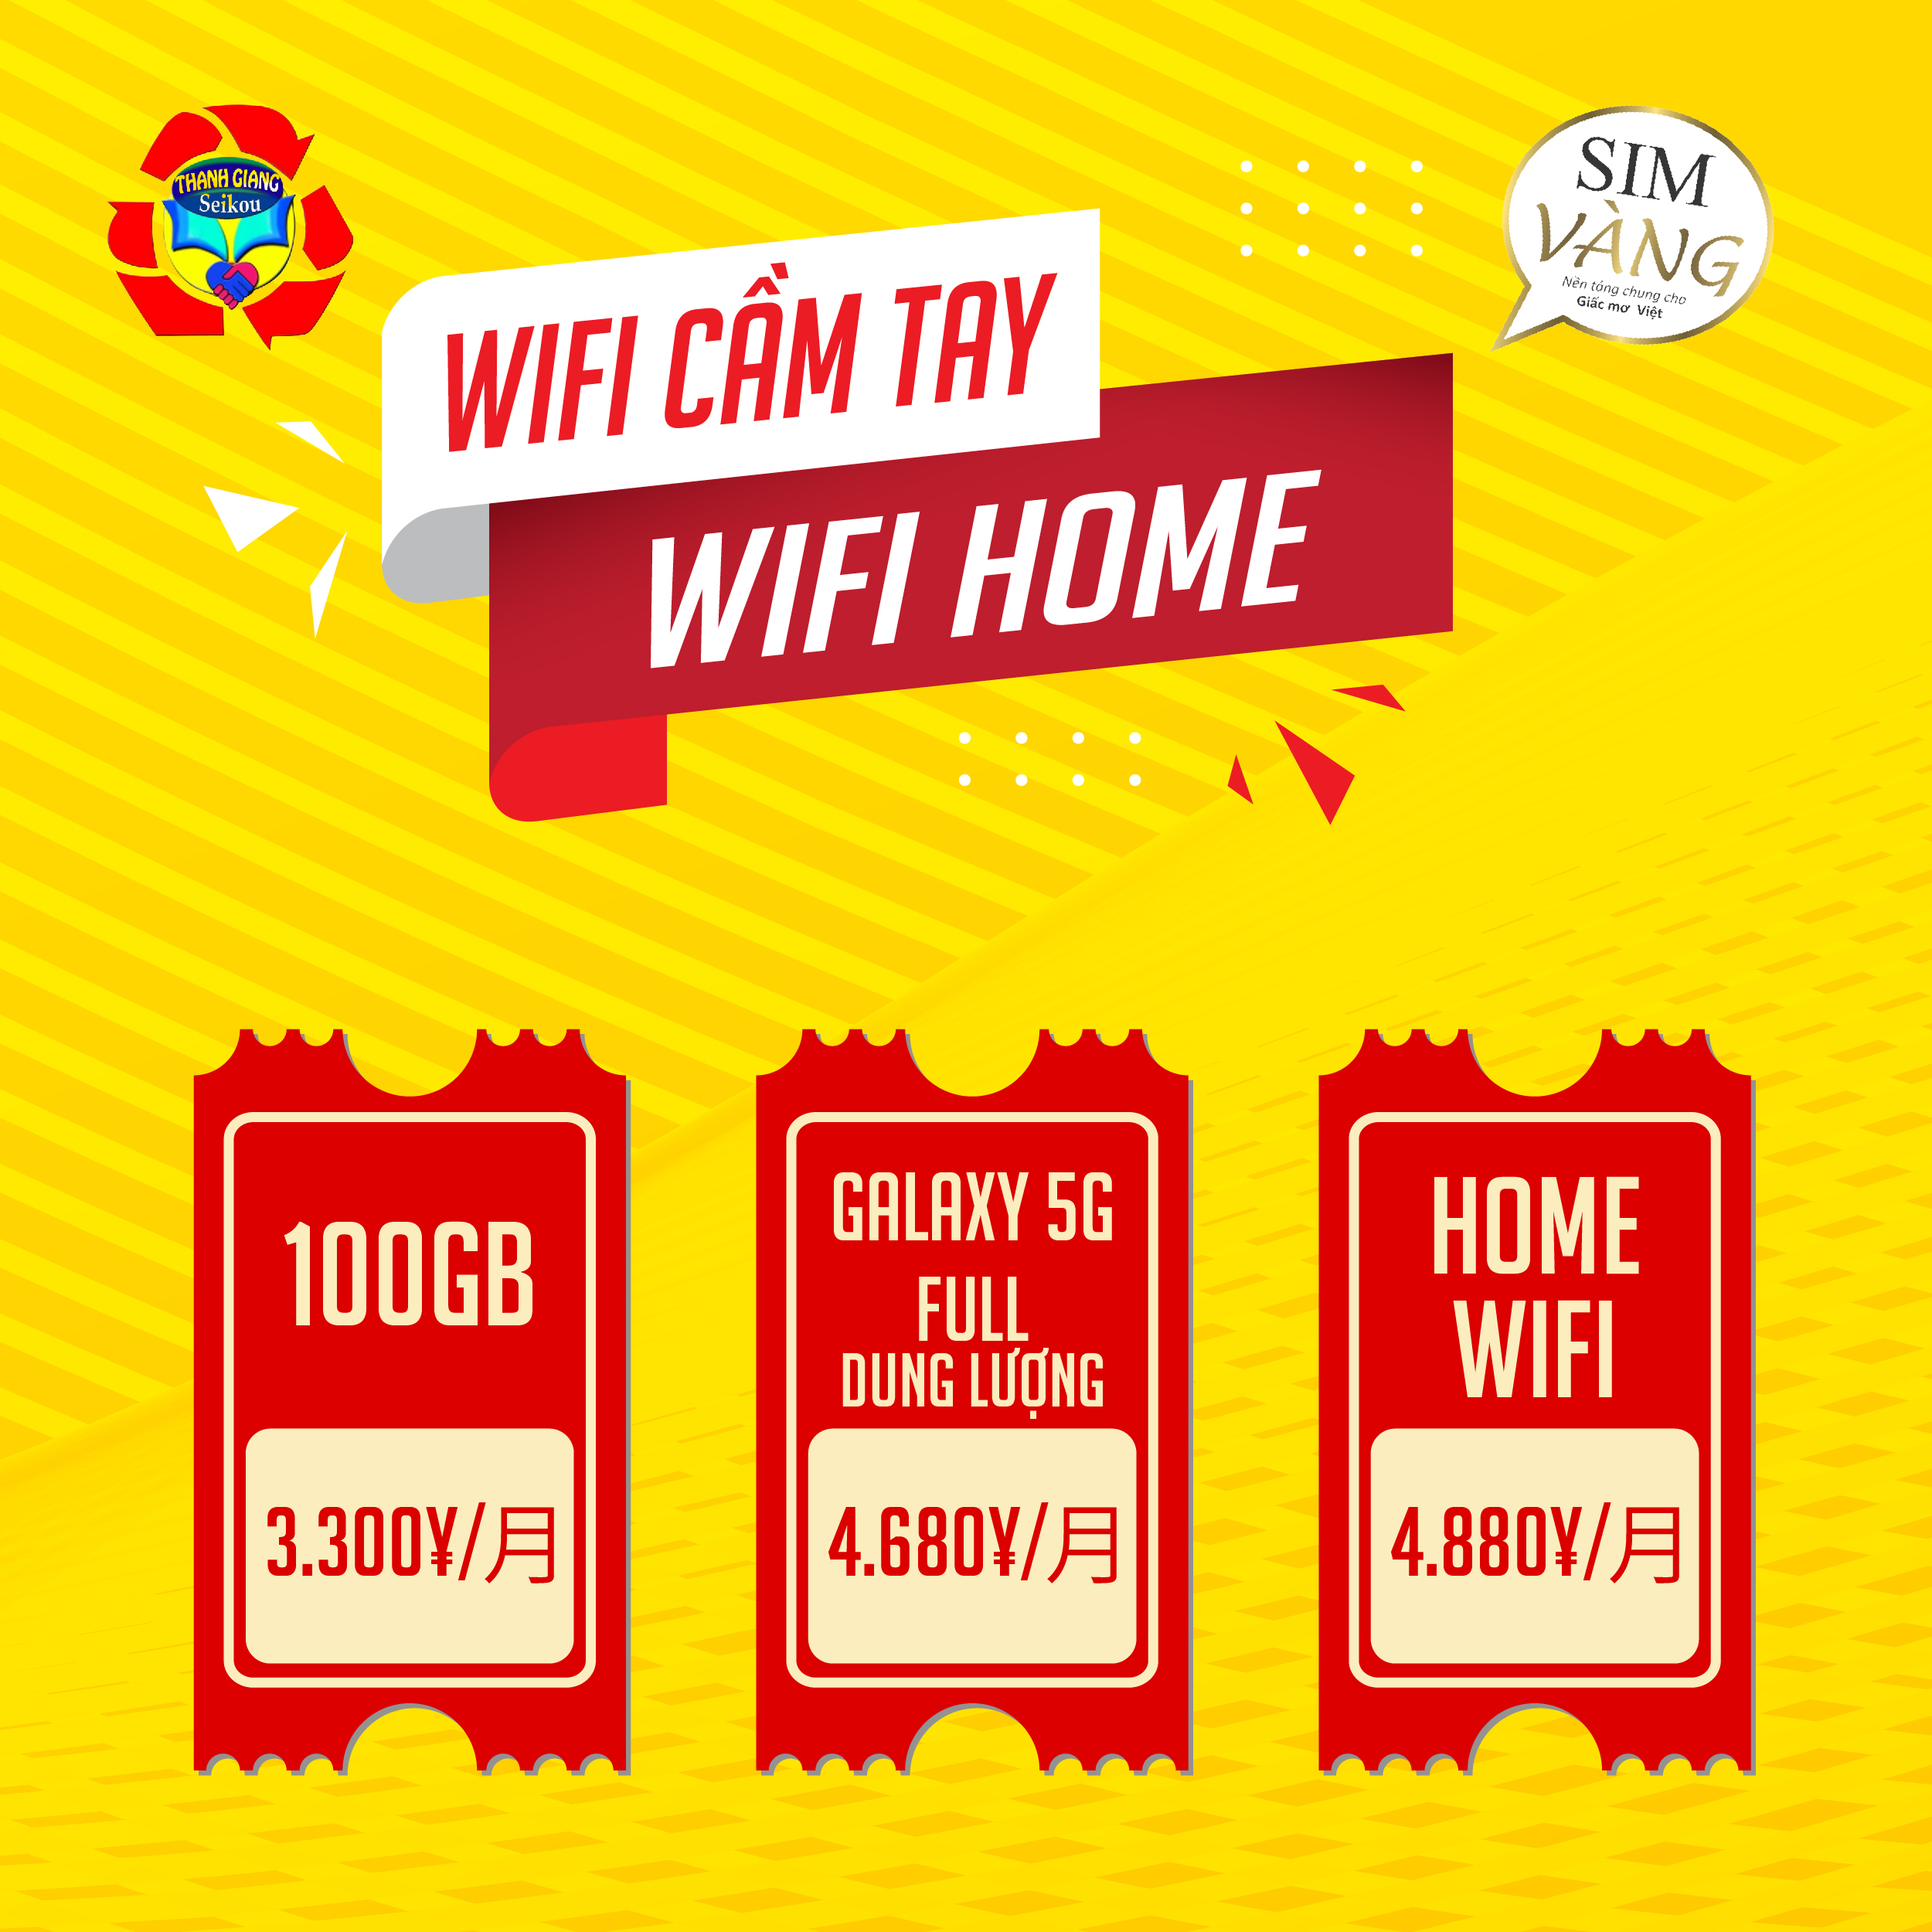 THANH GIANG
Seikou
SIM
VÀNG
Nền tảng chung cho
Giấc mơ Việt
WIFI CẦM TAY
WIFI HOME
100GB
3.300¥/月
GALAXY 5G
FULL
DUNG LƯỢNG
4.680¥/月
HOME
WIFI
4.880¥/月